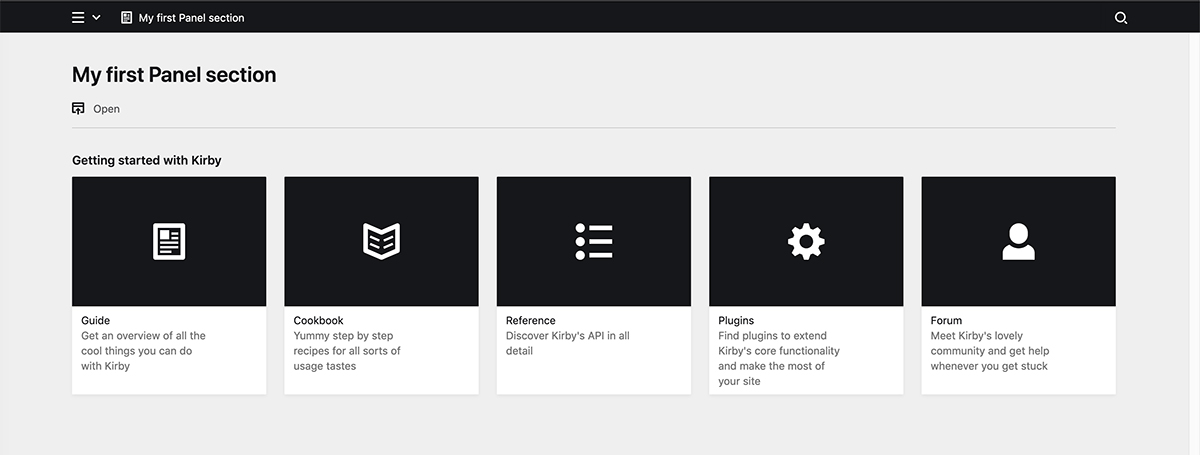 My first Panel section
My first Panel section
Open
Getting started with Kirby
Guide
Get an overview of all the
cool things you can do
with Kirby
Cookbook
Yummy step by step
recipes for all sorts of
usage tastes
Reference
Discover Kirby's API in all
detail
Plugins
Find plugins to extend
Kirby's core functionality
and make the most of
your site
Forum
Meet Kirby's lovely
community and get help
whenever you get stuck